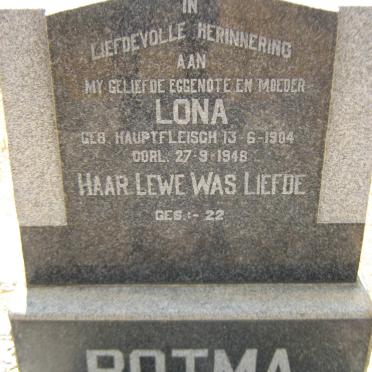 IN
LIEFDEVOLLE HERINNERING
AAN
MY GELIEFDE EGGENOTE EN MOEDER
LONA
GEB. HAUPTFLEISCH 13-6-1904
OORL. 27-9-1948
HAAR LEWE WAS LIEFDE
GES:- 22
BOTMA